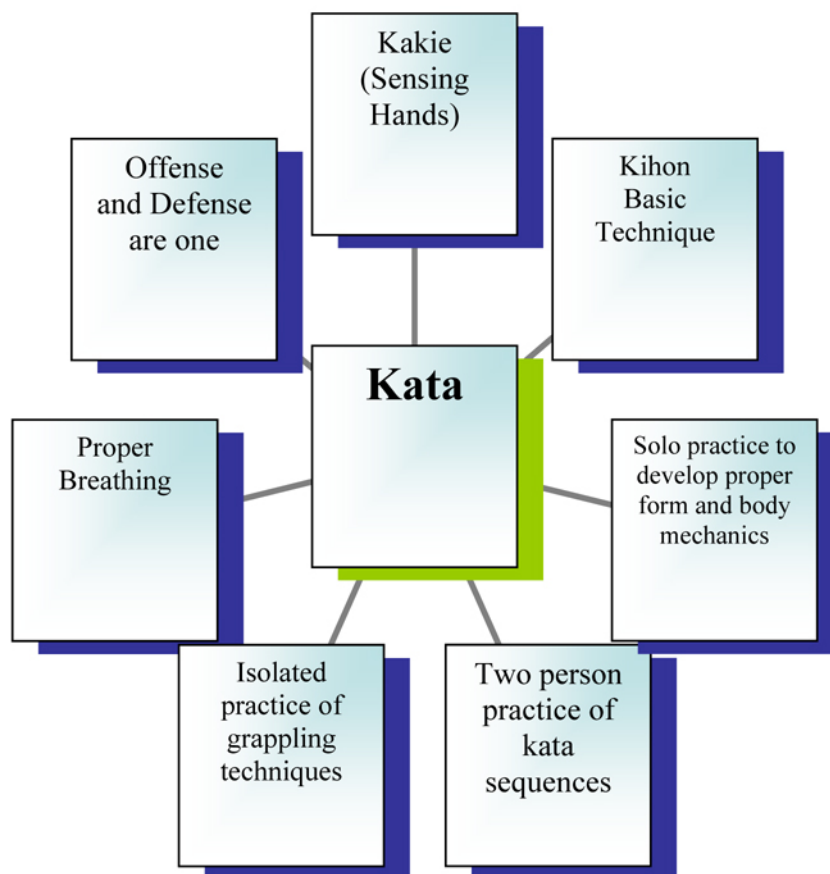 Kakie
(Sensing
Hands)
Offense
and Defense
are one
Kihon
Basic
Technique
Kata
Proper
Breathing
Solo practice to
develop proper
form and body
mechanics
Isolated
practice of
grappling
techniques
Two person
practice of
kata
sequences